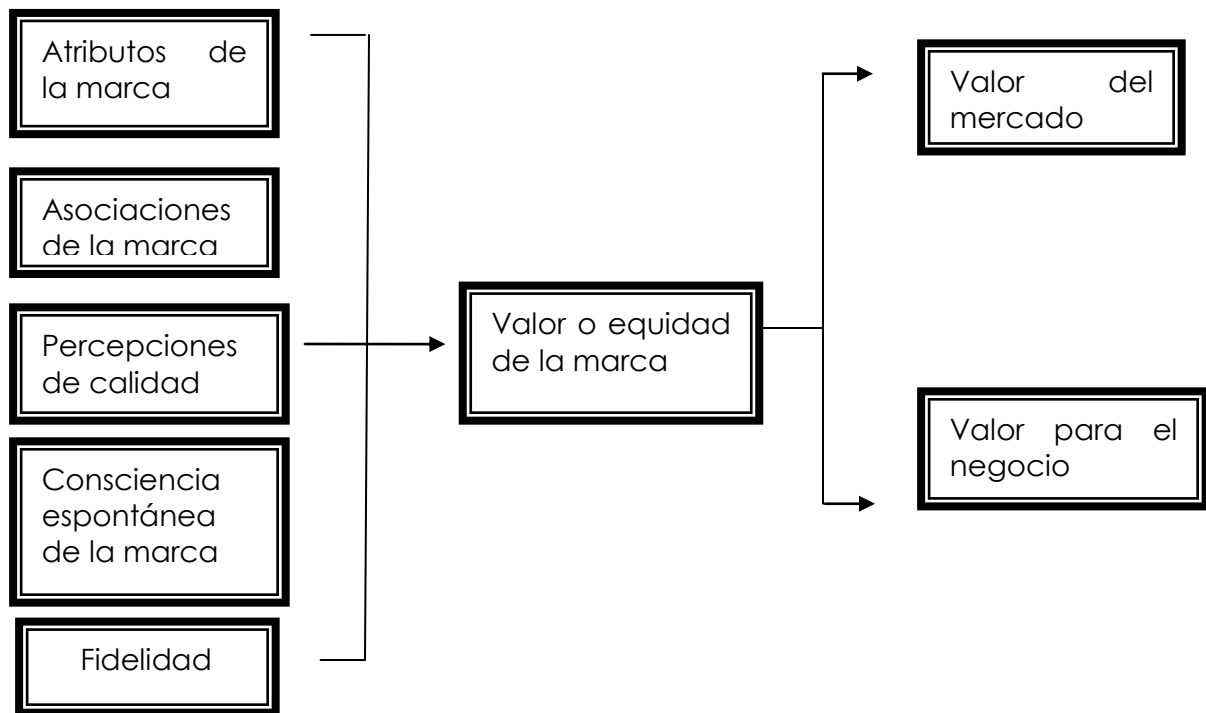 Atributos de
la marca
Asociaciones
de la marca
Percepciones
de calidad
Consciencia
espontánea
de la marca
Fidelidad
Valor o equidad
de la marca
Valor del
mercado
Valor para el
negocio